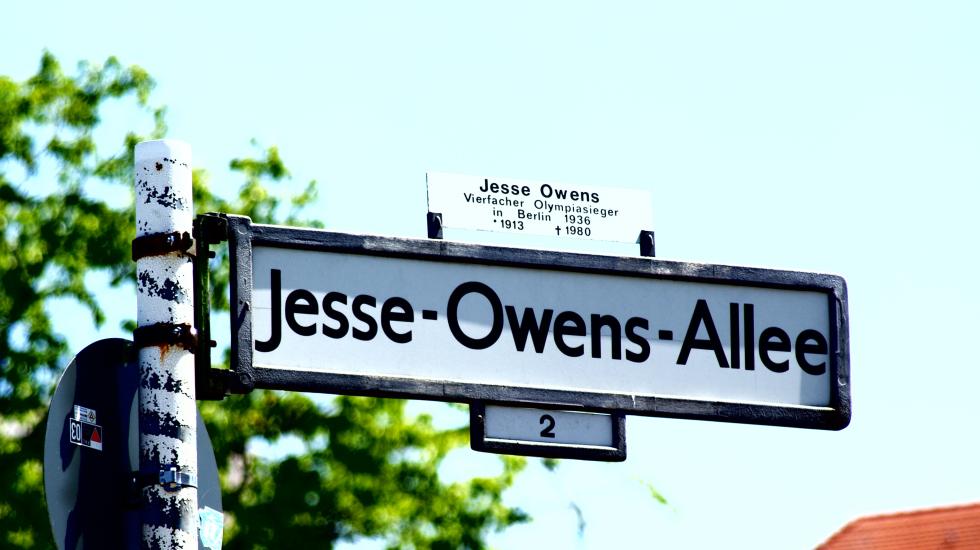 Jesse Owens
Vierfacher Olympiasieger
in Berlin 1936
* 1913 † 1980
Jesse-Owens-Allee
2